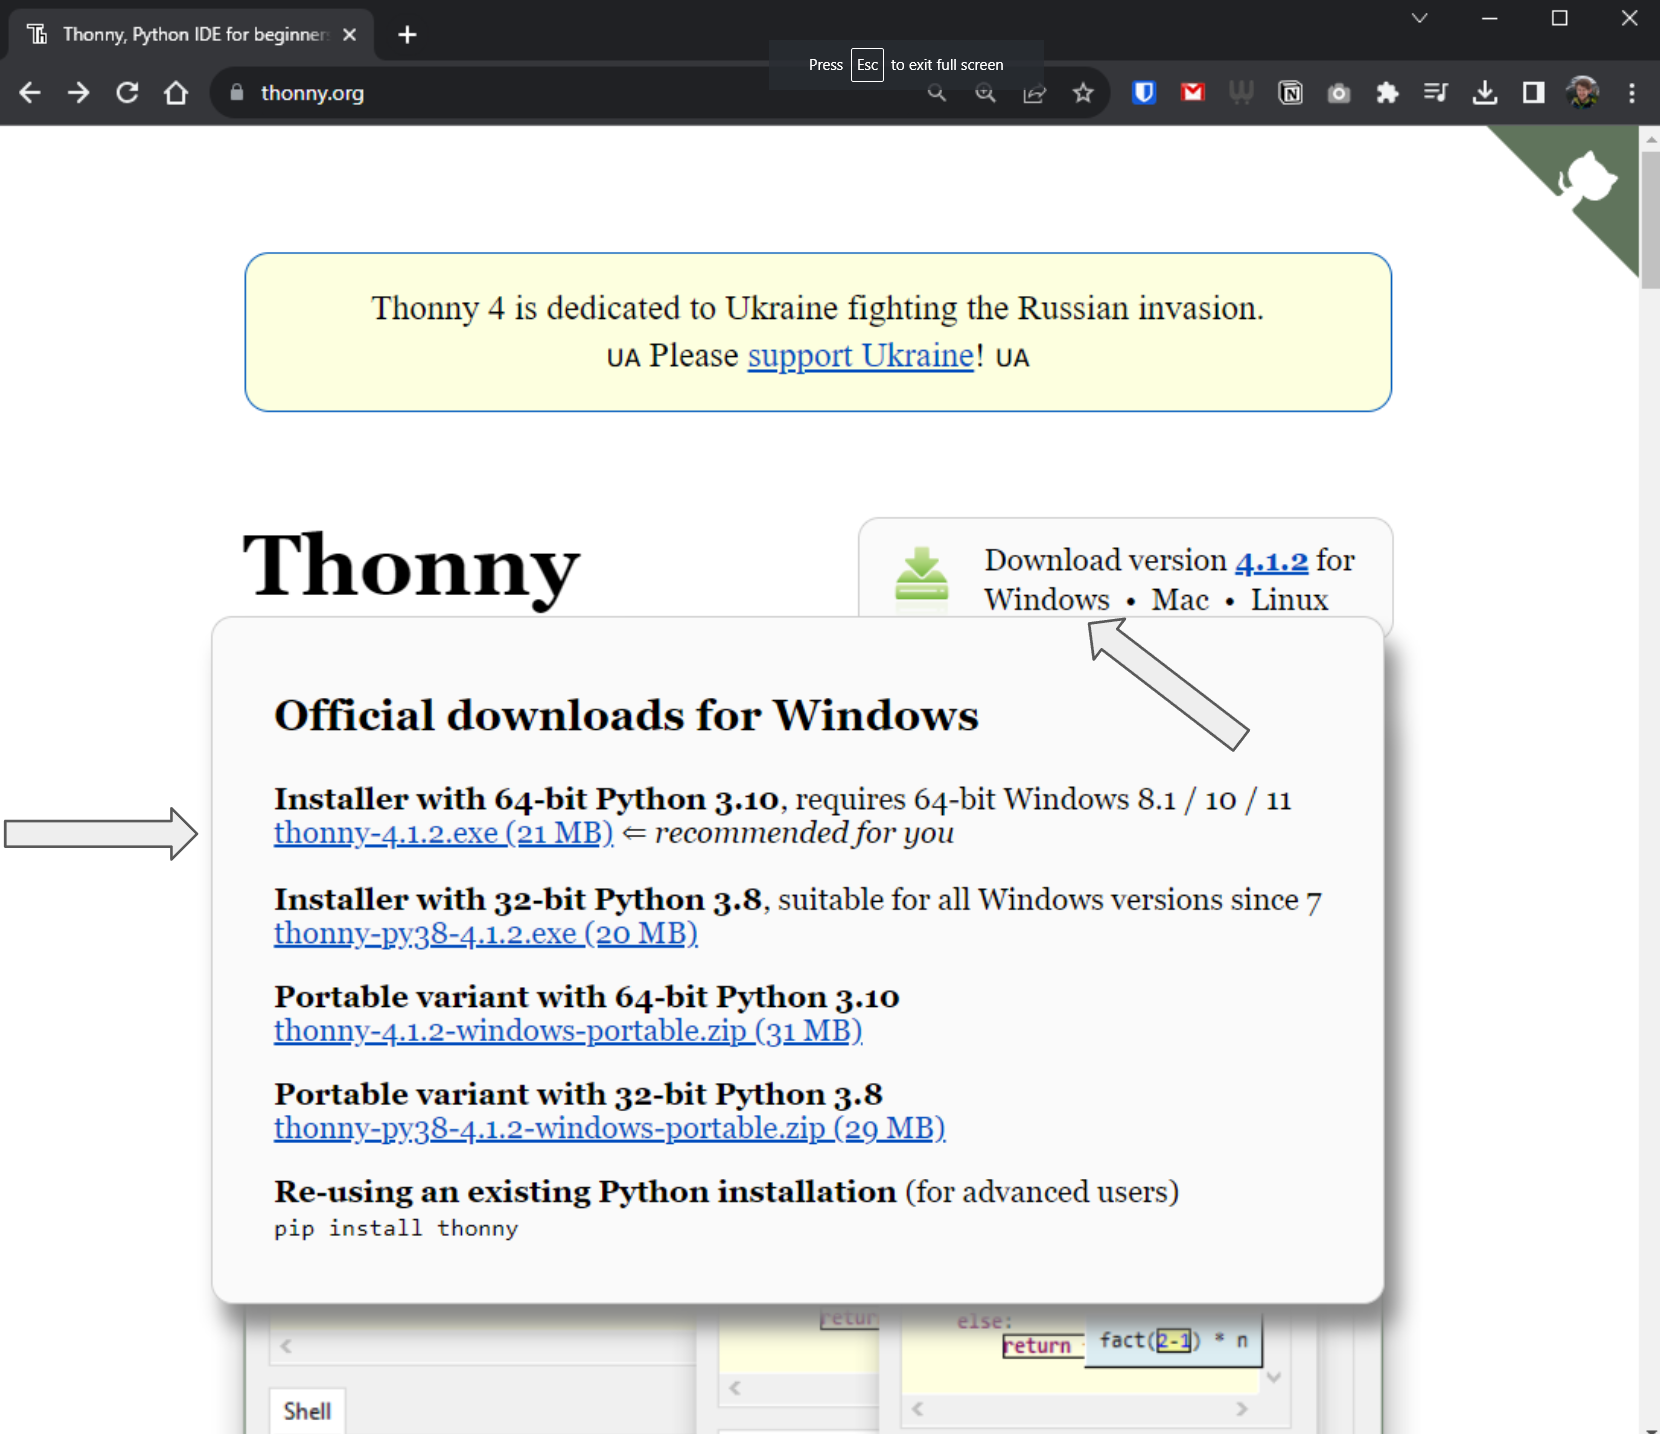 Thonny, Python IDE for beginner
Press Esc to exit full screen
thonny.org
Thonny 4 is dedicated to Ukraine fighting the Russian invasion.
UA Please support Ukraine! UA
Thonny
Download version 4.1.2 for
Windows • Mac • Linux
Official downloads for Windows
Installer with 64-bit Python 3.10, requires 64-bit Windows 8.1 / 10 / 11
thonny-4.1.2.exe (21 MB) ⇐ recommended for you
Installer with 32-bit Python 3.8, suitable for all Windows versions since 7
thonny-py38-4.1.2.exe (20 MB)
Portable variant with 64-bit Python 3.10
thonny-4.1.2-windows-portable.zip (31 MB)
Portable variant with 32-bit Python 3.8
thonny-py38-4.1.2-windows-portable.zip (29 MB)
Re-using an existing Python installation (for advanced users)
pip install thonny
retur
else:
return
fact(2-1) * n
Shell